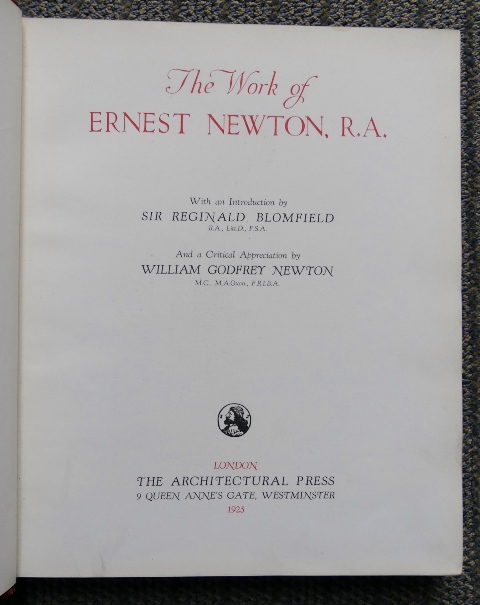 The Work of
ERNEST NEWTON, R.A.
With an Introduction by
SIR REGINALD BLOMFIELD
R.A., Litt.D., F.S.A.
And a Critical Appreciation by
WILLIAM GODFREY NEWTON
M.C., M.A.Oxon., F.R.I.B.A.
LONDON
THE ARCHITECTURAL PRESS
9 QUEEN ANNE'S GATE, WESTMINSTER
1925